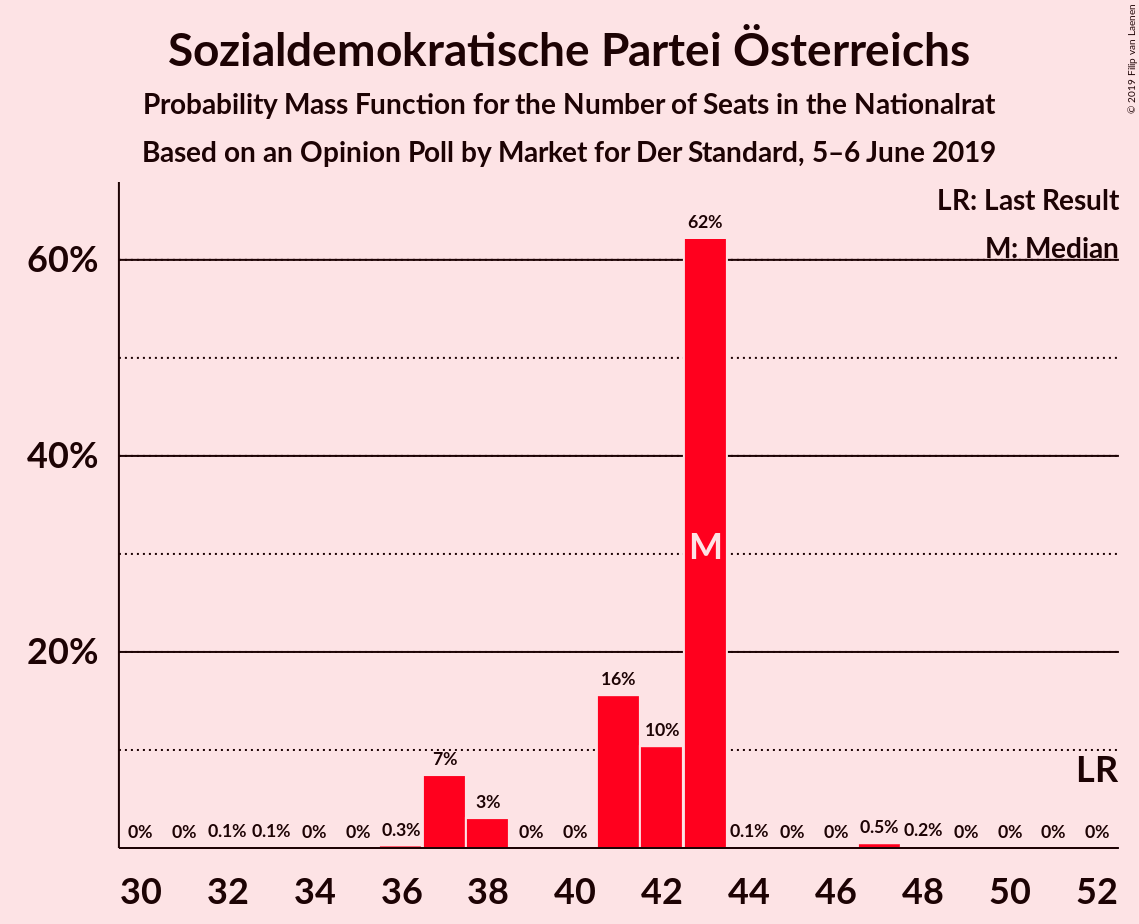 Sozialdemokratische Partei Österreichs
Probability Mass Function for the Number of Seats in the Nationalrat
Based on an Opinion Poll by Market for Der Standard, 5–6 June 2019
© 2019 Filip van Laenen
LR: Last Result
M: Median
62%
60%
40%
M
20%
16%
10%
7%
LR
3%
0% 0% 0.1% 0.1% 0% 0% 0.3% 0% 0% 0.1% 0% 0% 0.5% 0.2% 0% 0% 0% 0%
30 32 34 36 38 40 42 44 46 48 50 52